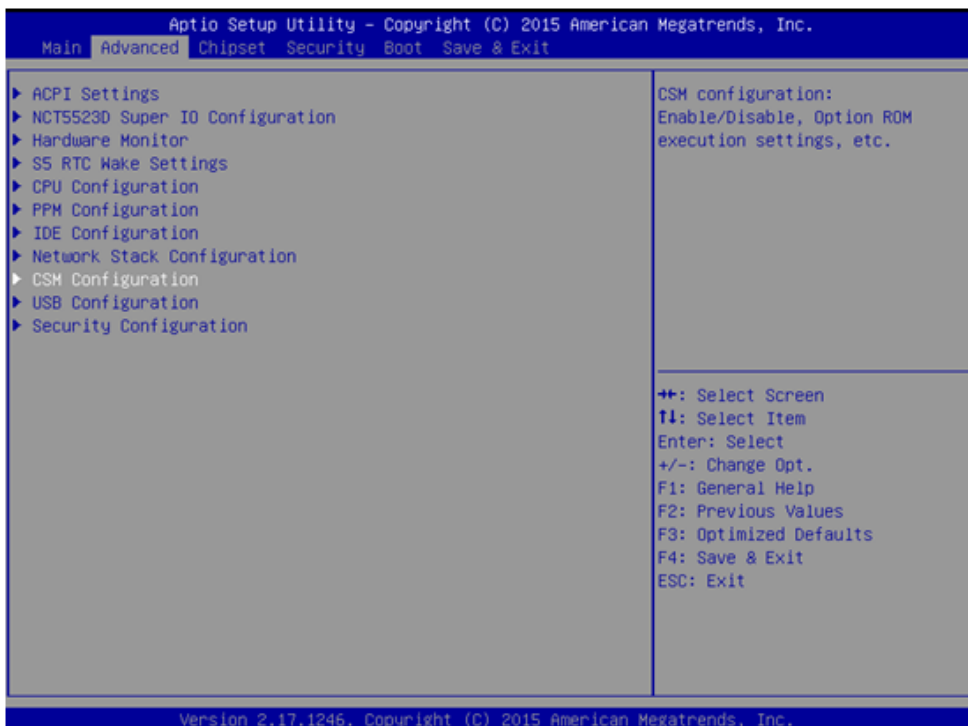 Aptio Setup Utility – Copyright (C) 2015 American Megatrends, Inc.
Main Advanced Chipset Security Boot Save & Exit
ACPI Settings
NCT5523D Super IO Configuration
Hardware Monitor
S5 RTC Wake Settings
CPU Configuration
PPM Configuration
IDE Configuration
Network Stack Configuration
CSM Configuration
USB Configuration
Security Configuration
CSM configuration:
Enable/Disable, Option ROM
execution settings, etc.
→←: Select Screen
↑↓: Select Item
Enter: Select
+/-: Change Opt.
F1: General Help
F2: Previous Values
F3: Optimized Defaults
F4: Save & Exit
ESC: Exit
Version 2.17.1246. Copyright (C) 2015 American Megatrends, Inc.